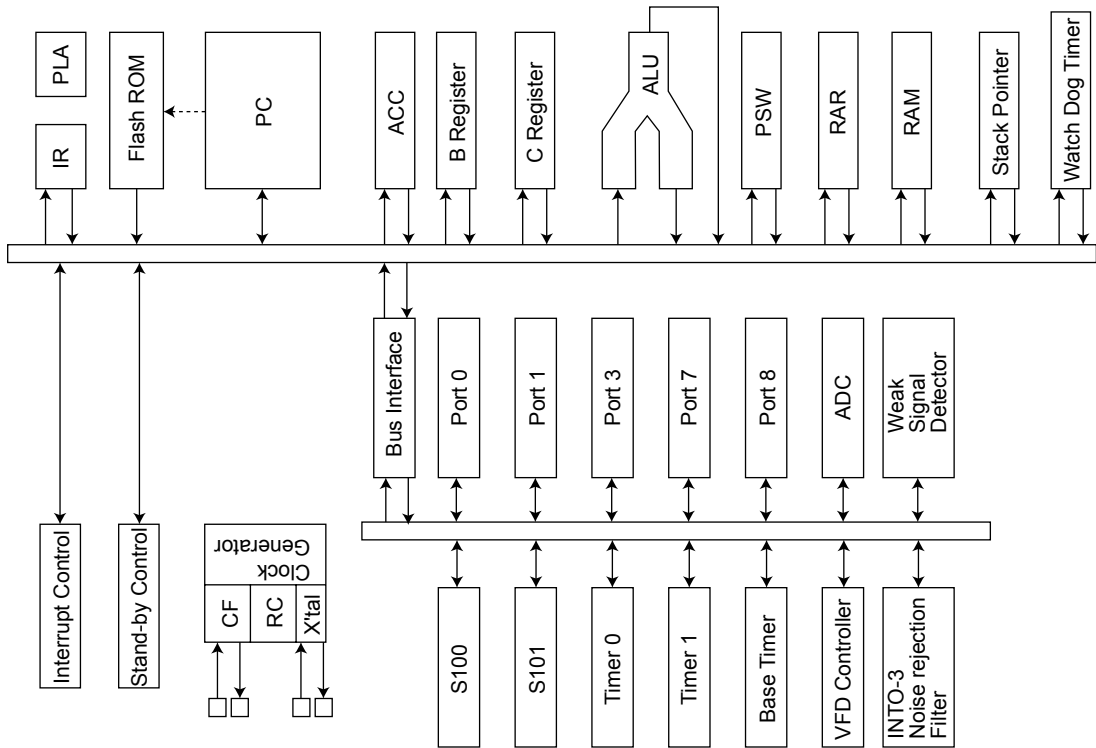 PLA
IR
Flash ROM
PC
ACC
B Register
C Register
ALU
PSW
RAR
RAM
Stack Pointer
Watch Dog Timer
Interrupt Control
Stand-by Control
Clock
Generator
CF
RC
X'tal
Bus Interface
Port 0
Port 1
Port 3
Port 7
Port 8
ADC
Weak
Signal
Detector
S100
S101
Timer 0
Timer 1
Base Timer
VFD Controller
INTO-3
Noise rejection
Filter